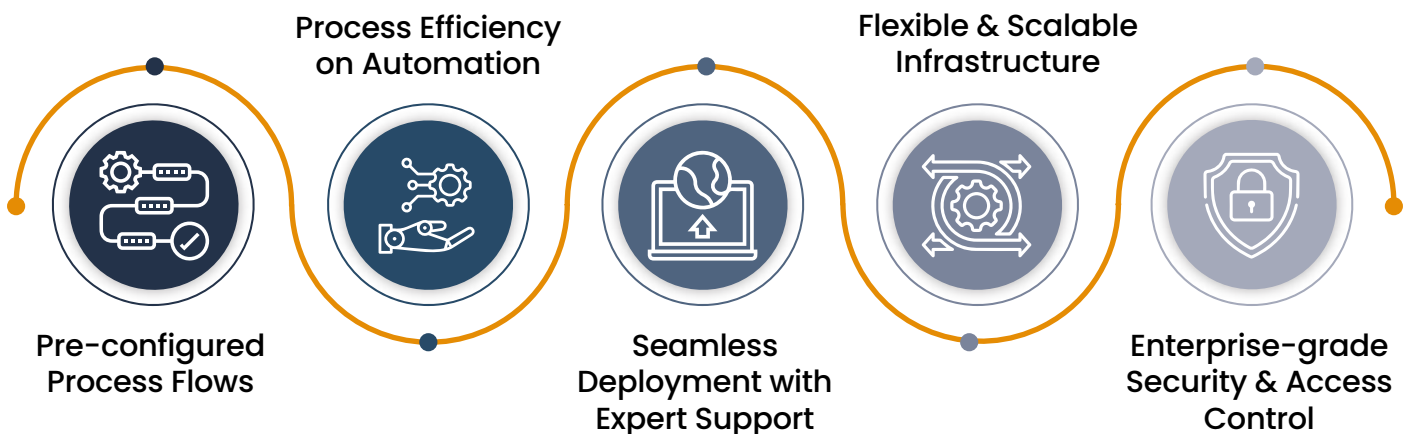 Pre-configured
Process Flows
Process Efficiency
on Automation
Seamless
Deployment with
Expert Support
Flexible & Scalable
Infrastructure
Enterprise-grade
Security & Access
Control